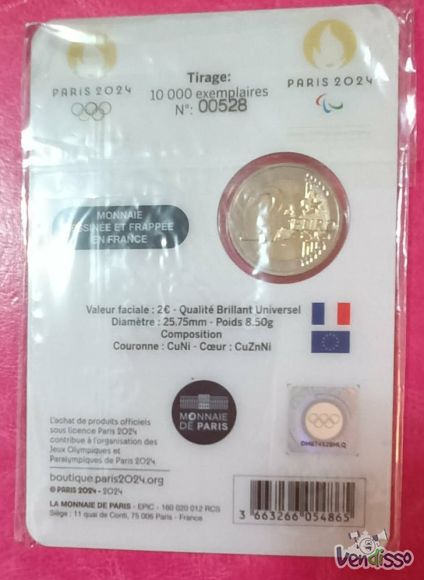 Tirage:
10 000 exemplaires
N°: 00528
PARIS 2024
PARIS 2024
2 EURO
MONNAIE
DESSINÉE ET FRAPPÉE
EN FRANCE
Valeur faciale : 2€ - Qualité Brillant Universel
Diamètre : 25.75mm - Poids 8.50g
Composition
Couronne : CuNi - Cœur : CuZnNi
MONNAIE
DE PARIS
L'achat de produits officiels
sous licence Paris 2024
contribue à l'organisation des
Jeux Olympiques et
Paralympiques de Paris 2024
boutique.paris2024.org
© PARIS 2024 - 2024
LA MONNAIE DE PARIS - EPIC - 160 020 012 RCS
Siège : 11 quai de Conti, 75 006 Paris - France
3 663266 054865
Vendisso